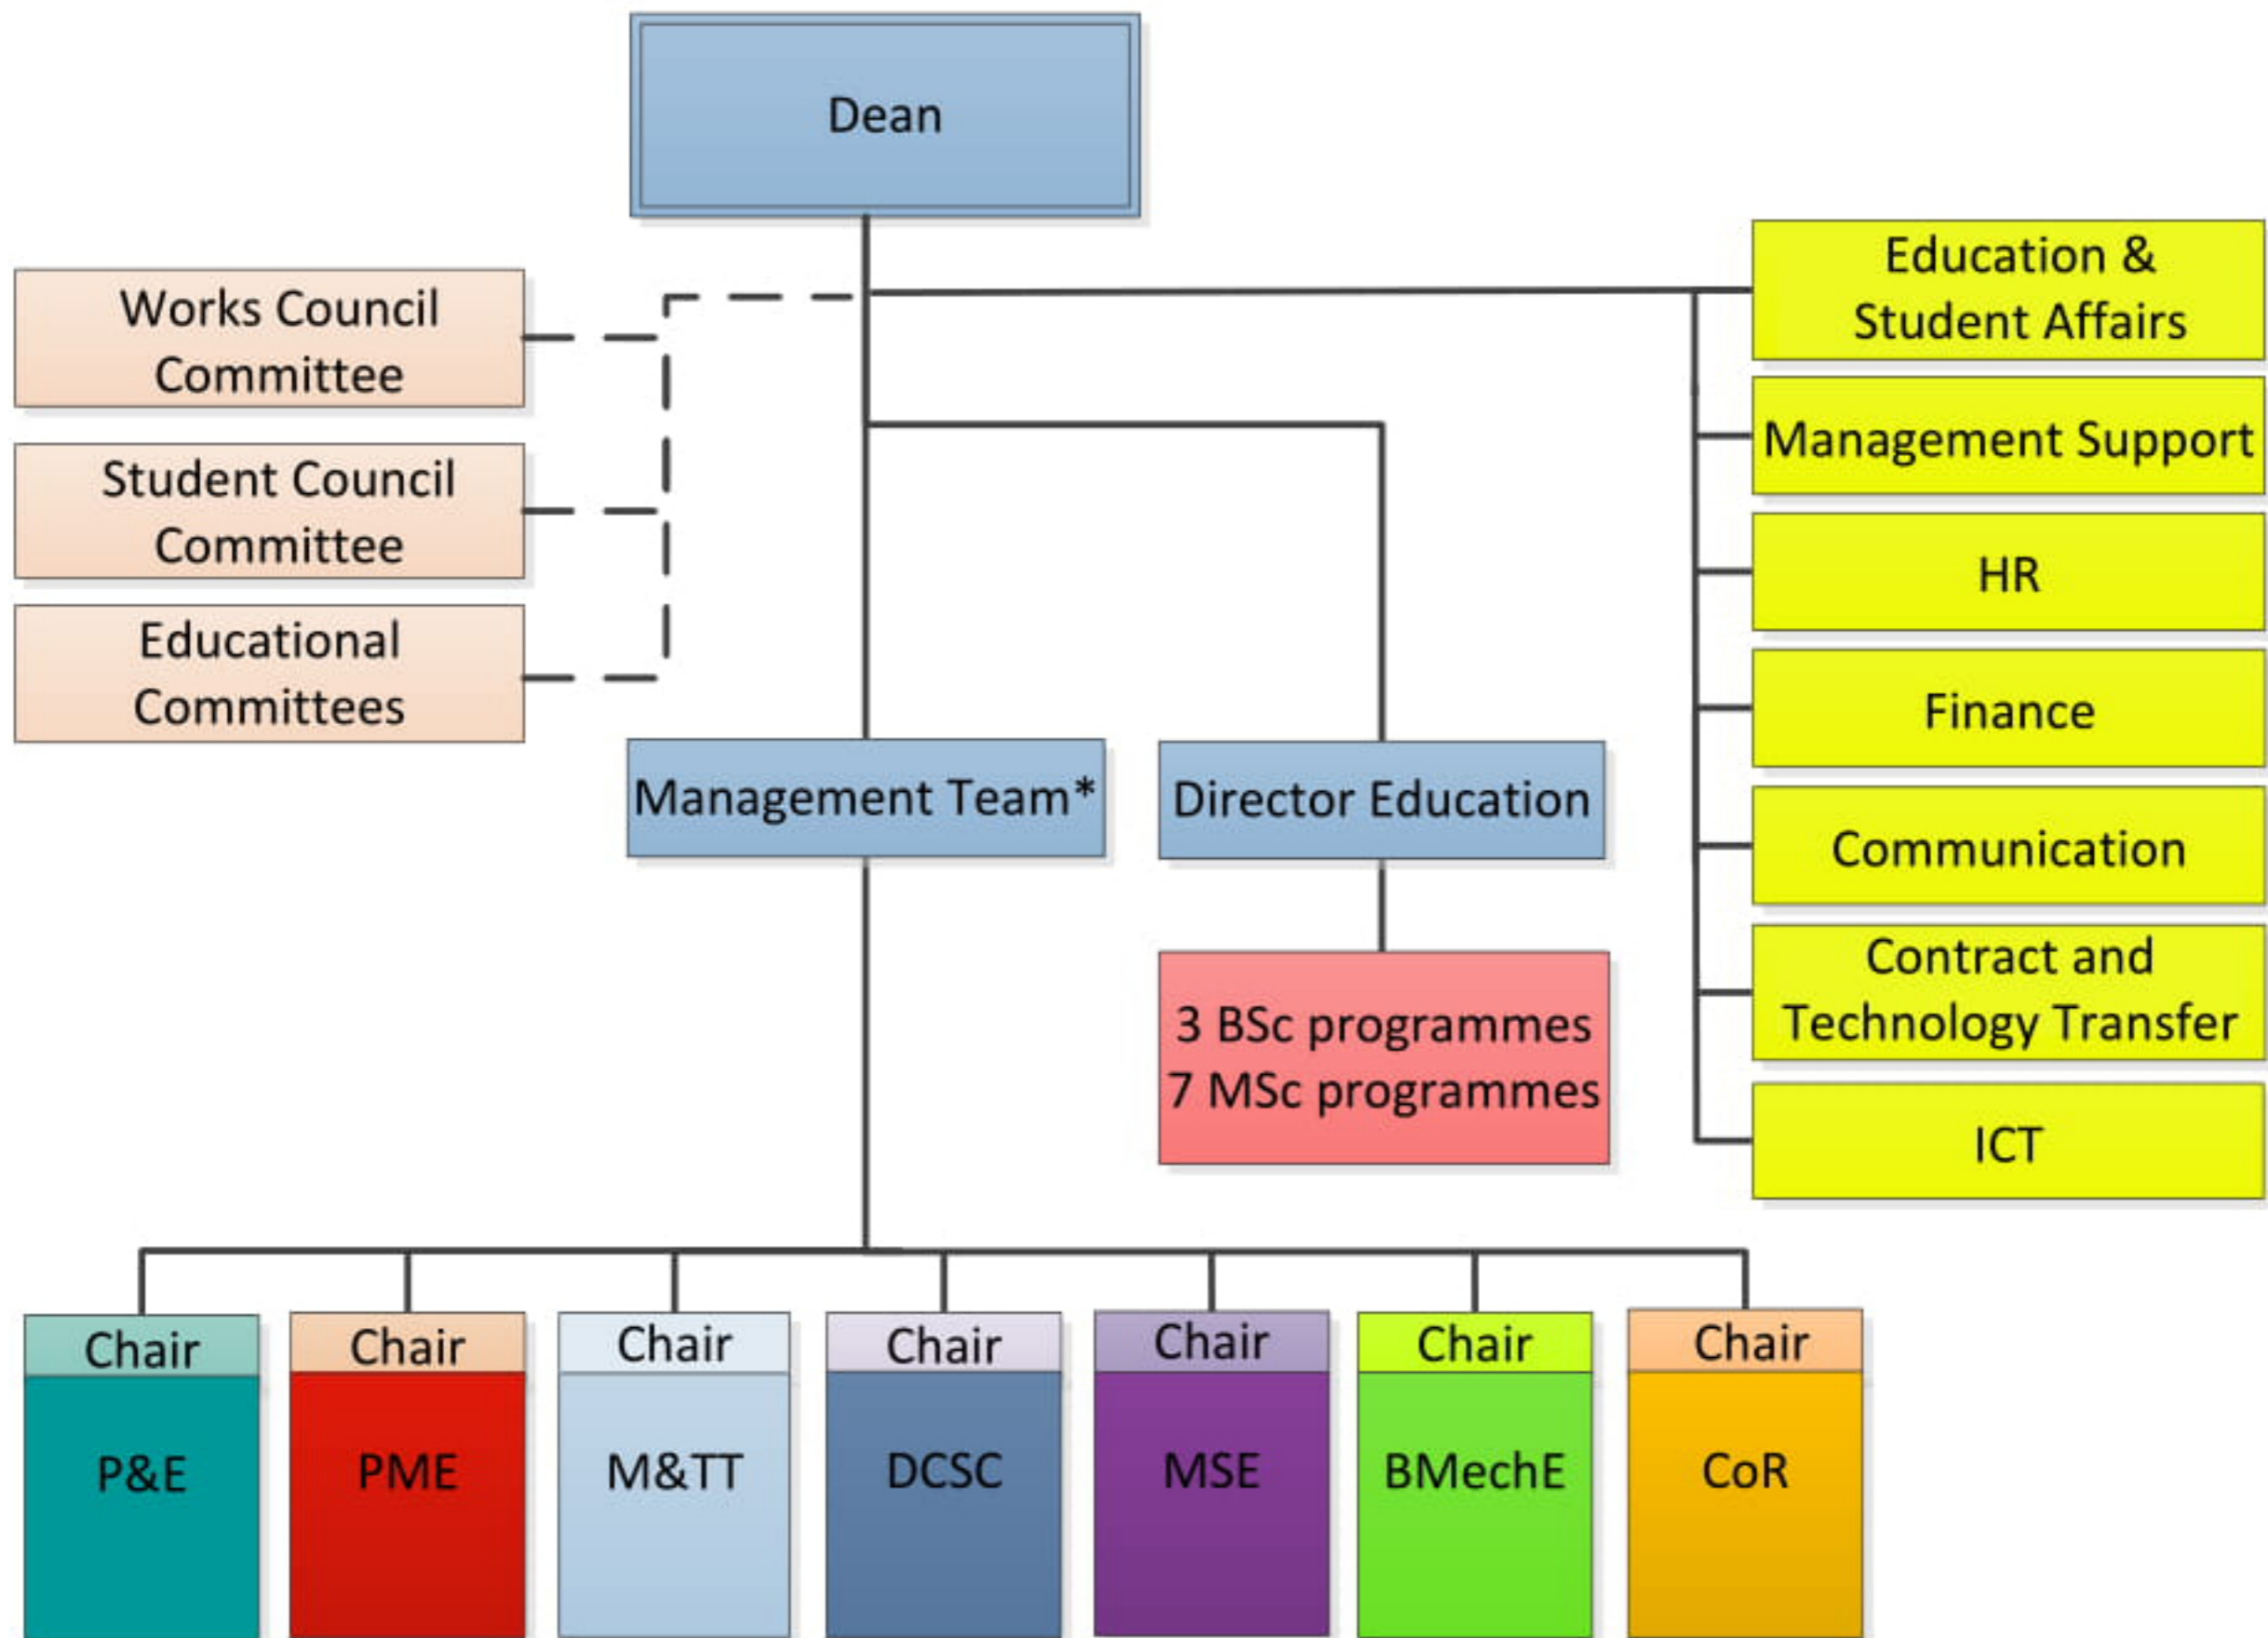 Dean
Works Council
Committee
Student Council
Committee
Educational
Committees
Education &
Student Affairs
Management Support
HR
Finance
Communication
Contract and
Technology Transfer
ICT
Management Team*
Director Education
3 BSc programmes
7 MSc programmes
Chair
P&E
Chair
PME
Chair
M&TT
Chair
DCSC
Chair
MSE
Chair
BMechE
Chair
CoR